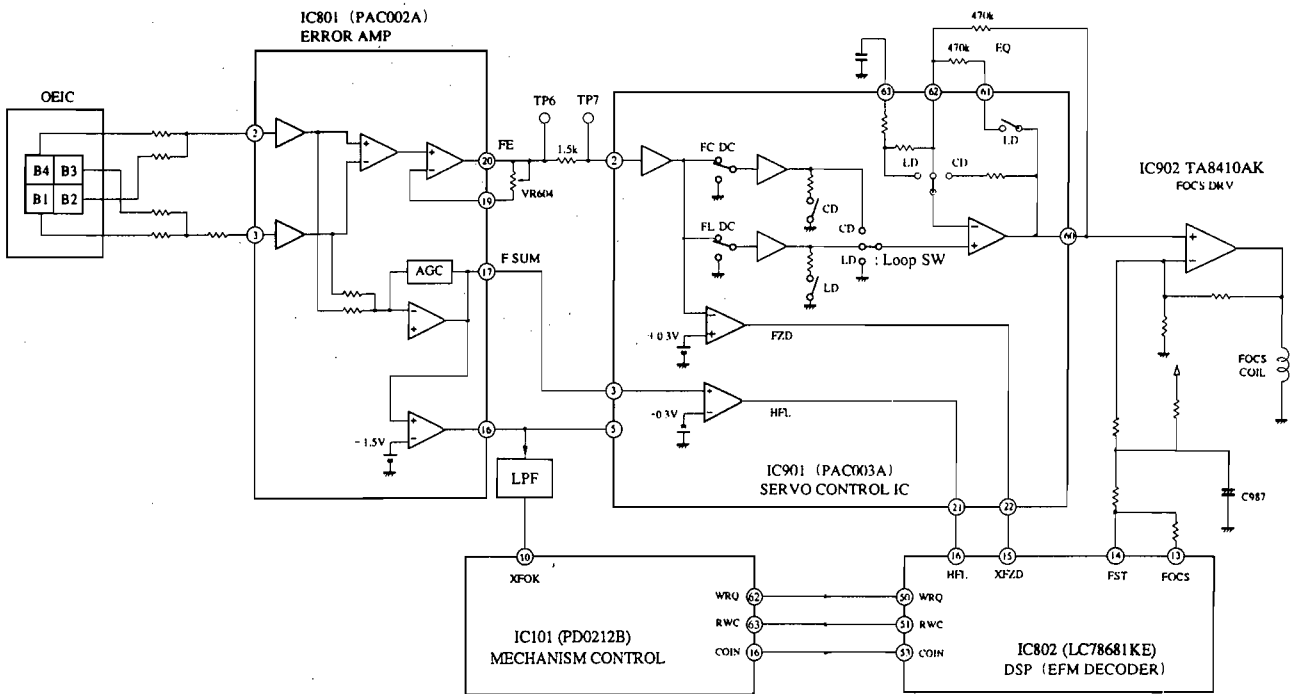 IC801 (PAC002A)
ERROR AMP
OEIC
B4 B3
B1 B2
2
3
20
FE
19
VR604
17
F SUM
AGC
16
-1.5V
LPF
TP6
TP7
1.5k
2
3
5
FC DC
FL DC
CD
LD
CD
LD
: Loop SW
+0.3V
FZD
HFL
470k
470k
EQ
63
62
61
LD
CD
LD
60
IC901 (PAC003A)
SERVO CONTROL IC
21
22
IC902 TA8410AK
FOCS DRV
FOCS
COIL
C987
XFOK
WRQ
62
RWC
63
COIN
16
IC101 (PD0212B)
MECHANISM CONTROL
16
15
14
13
HFL
XFZD
FST
FOCS
50
WRQ
51
RWC
53
COIN
IC802 (LC78681KE)
DSP (EFM DECODER)